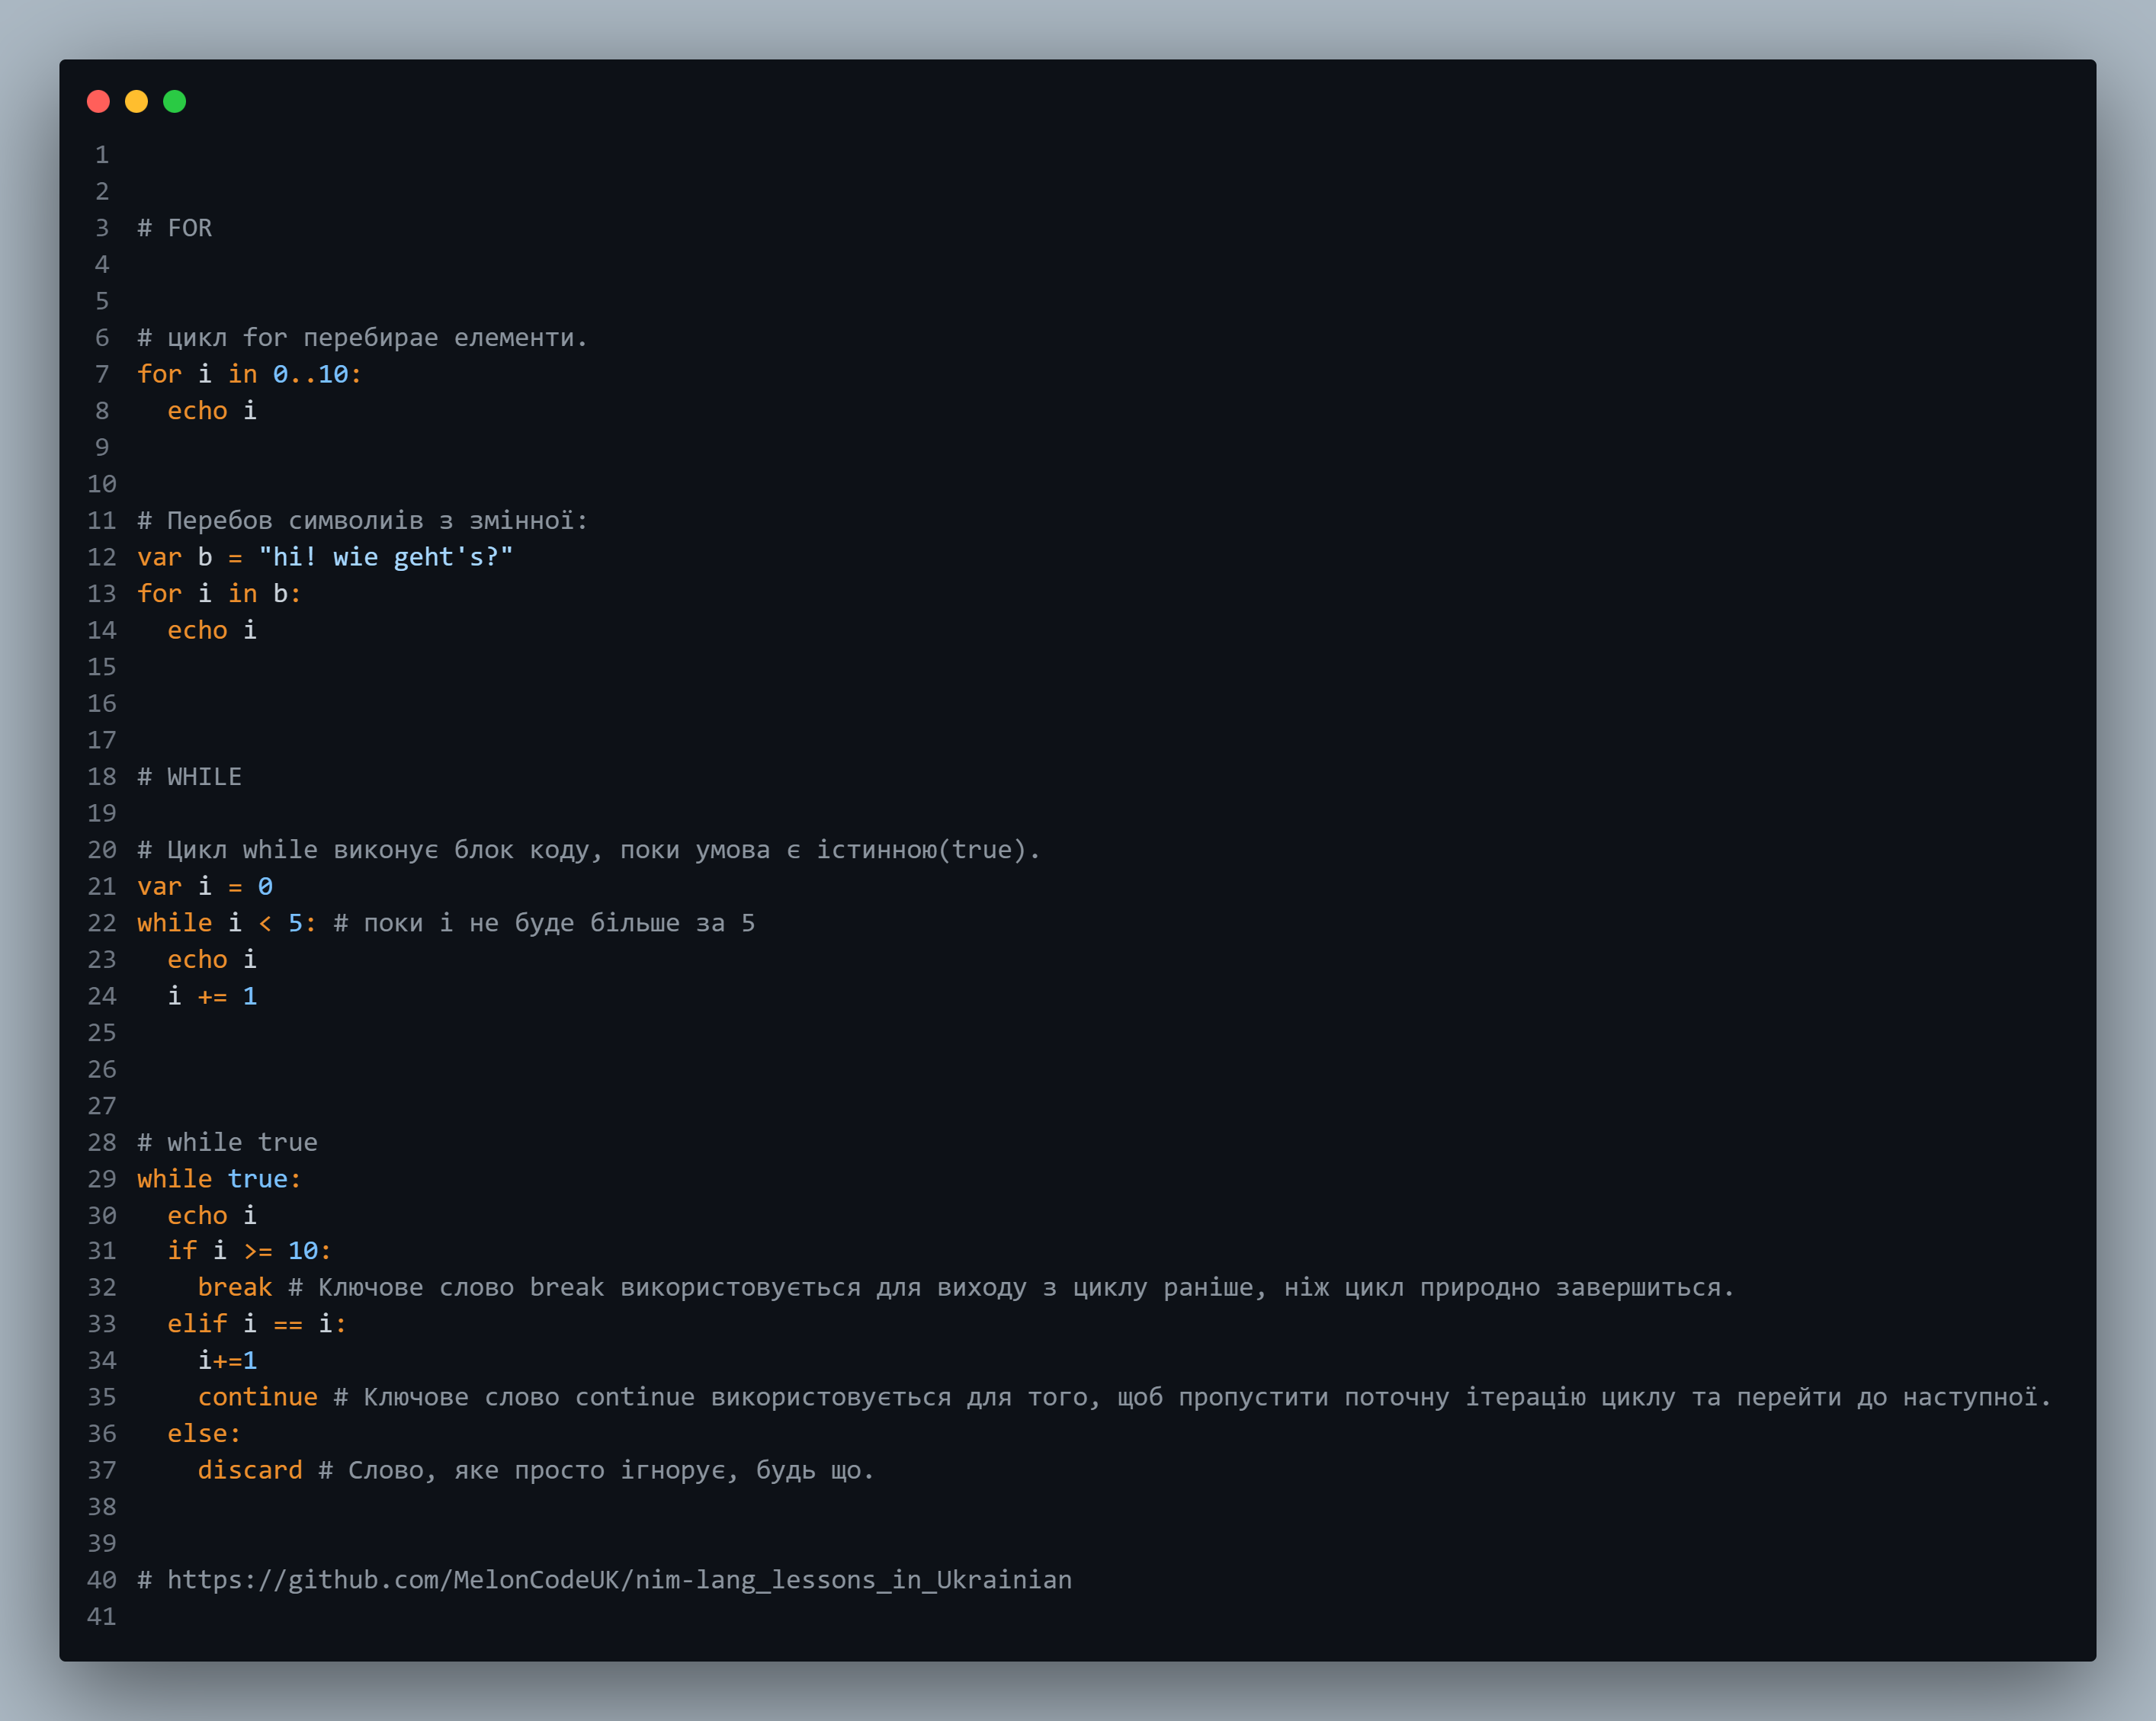 1
2
3 # FOR
4
5
6 # цикл for перебирае елементи.
7 for i in 0..10:
8   echo i
9
10
11 # Перебов символиів з змінної:
12 var b = "hi! wie geht's?"
13 for i in b:
14   echo i
15
16
17
18 # WHILE
19
20 # Цикл while виконує блок коду, поки умова є істинною(true).
21 var i = 0
22 while i < 5: # поки і не буде більше за 5
23   echo i
24   i += 1
25
26
27
28 # while true
29 while true:
30   echo i
31   if i >= 10:
32     break # Ключове слово break використовується для виходу з циклу раніше, ніж цикл природно завершиться.
33   elif i == i:
34     i+=1
35     continue # Ключове слово continue використовується для того, щоб пропустити поточну ітерацію циклу та перейти до наступної.
36   else:
37     discard # Слово, яке просто ігнорує, будь що.
38
39
40 # https://github.com/MelonCodeUK/nim-lang_lessons_in_Ukrainian
41